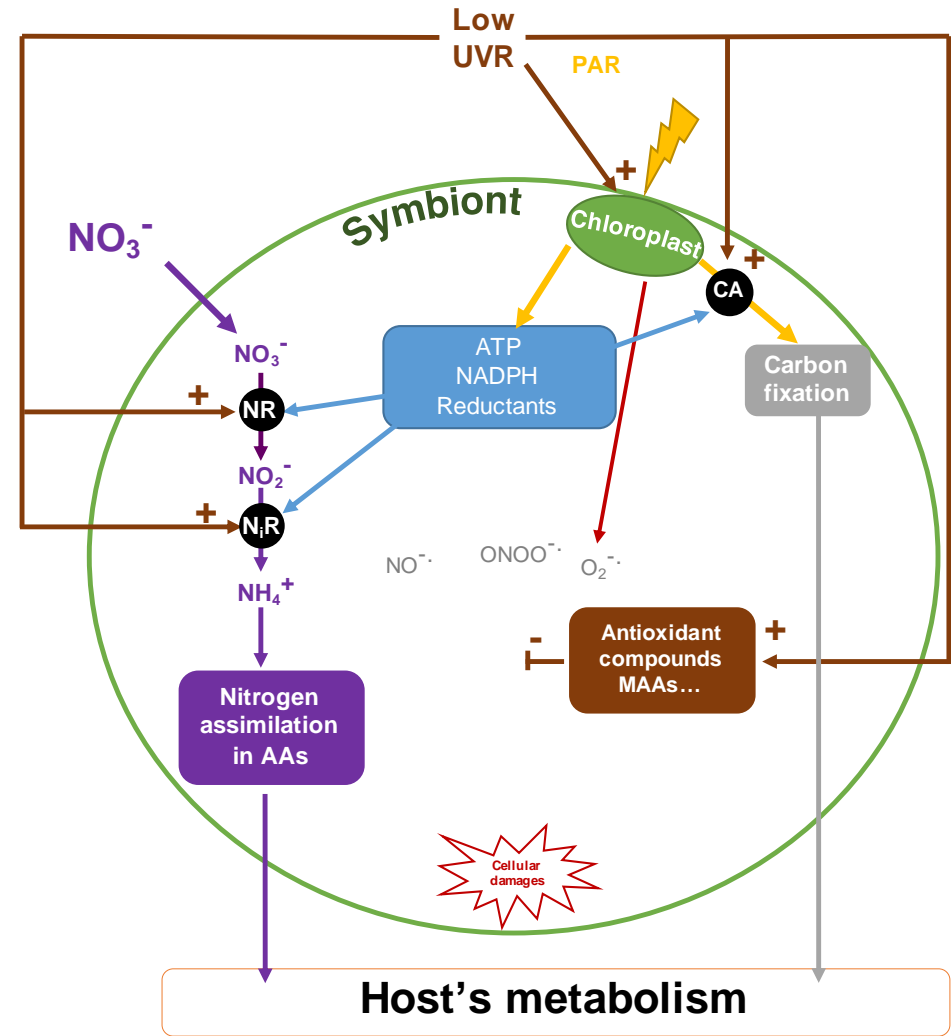 Low
UVR
PAR
+
Symbiont
Chloroplast
NO₃⁻
+
CA
NO₃⁻
ATP
NADPH
Reductants
Carbon
fixation
+
NR
NO₂⁻
+
NᵢR
NO⁻·
ONOO⁻·
O₂⁻·
NH₄⁺
-
Antioxidant
compounds
MAAs…
+
Nitrogen
assimilation
in AAs
Cellular
damages
Host’s metabolism